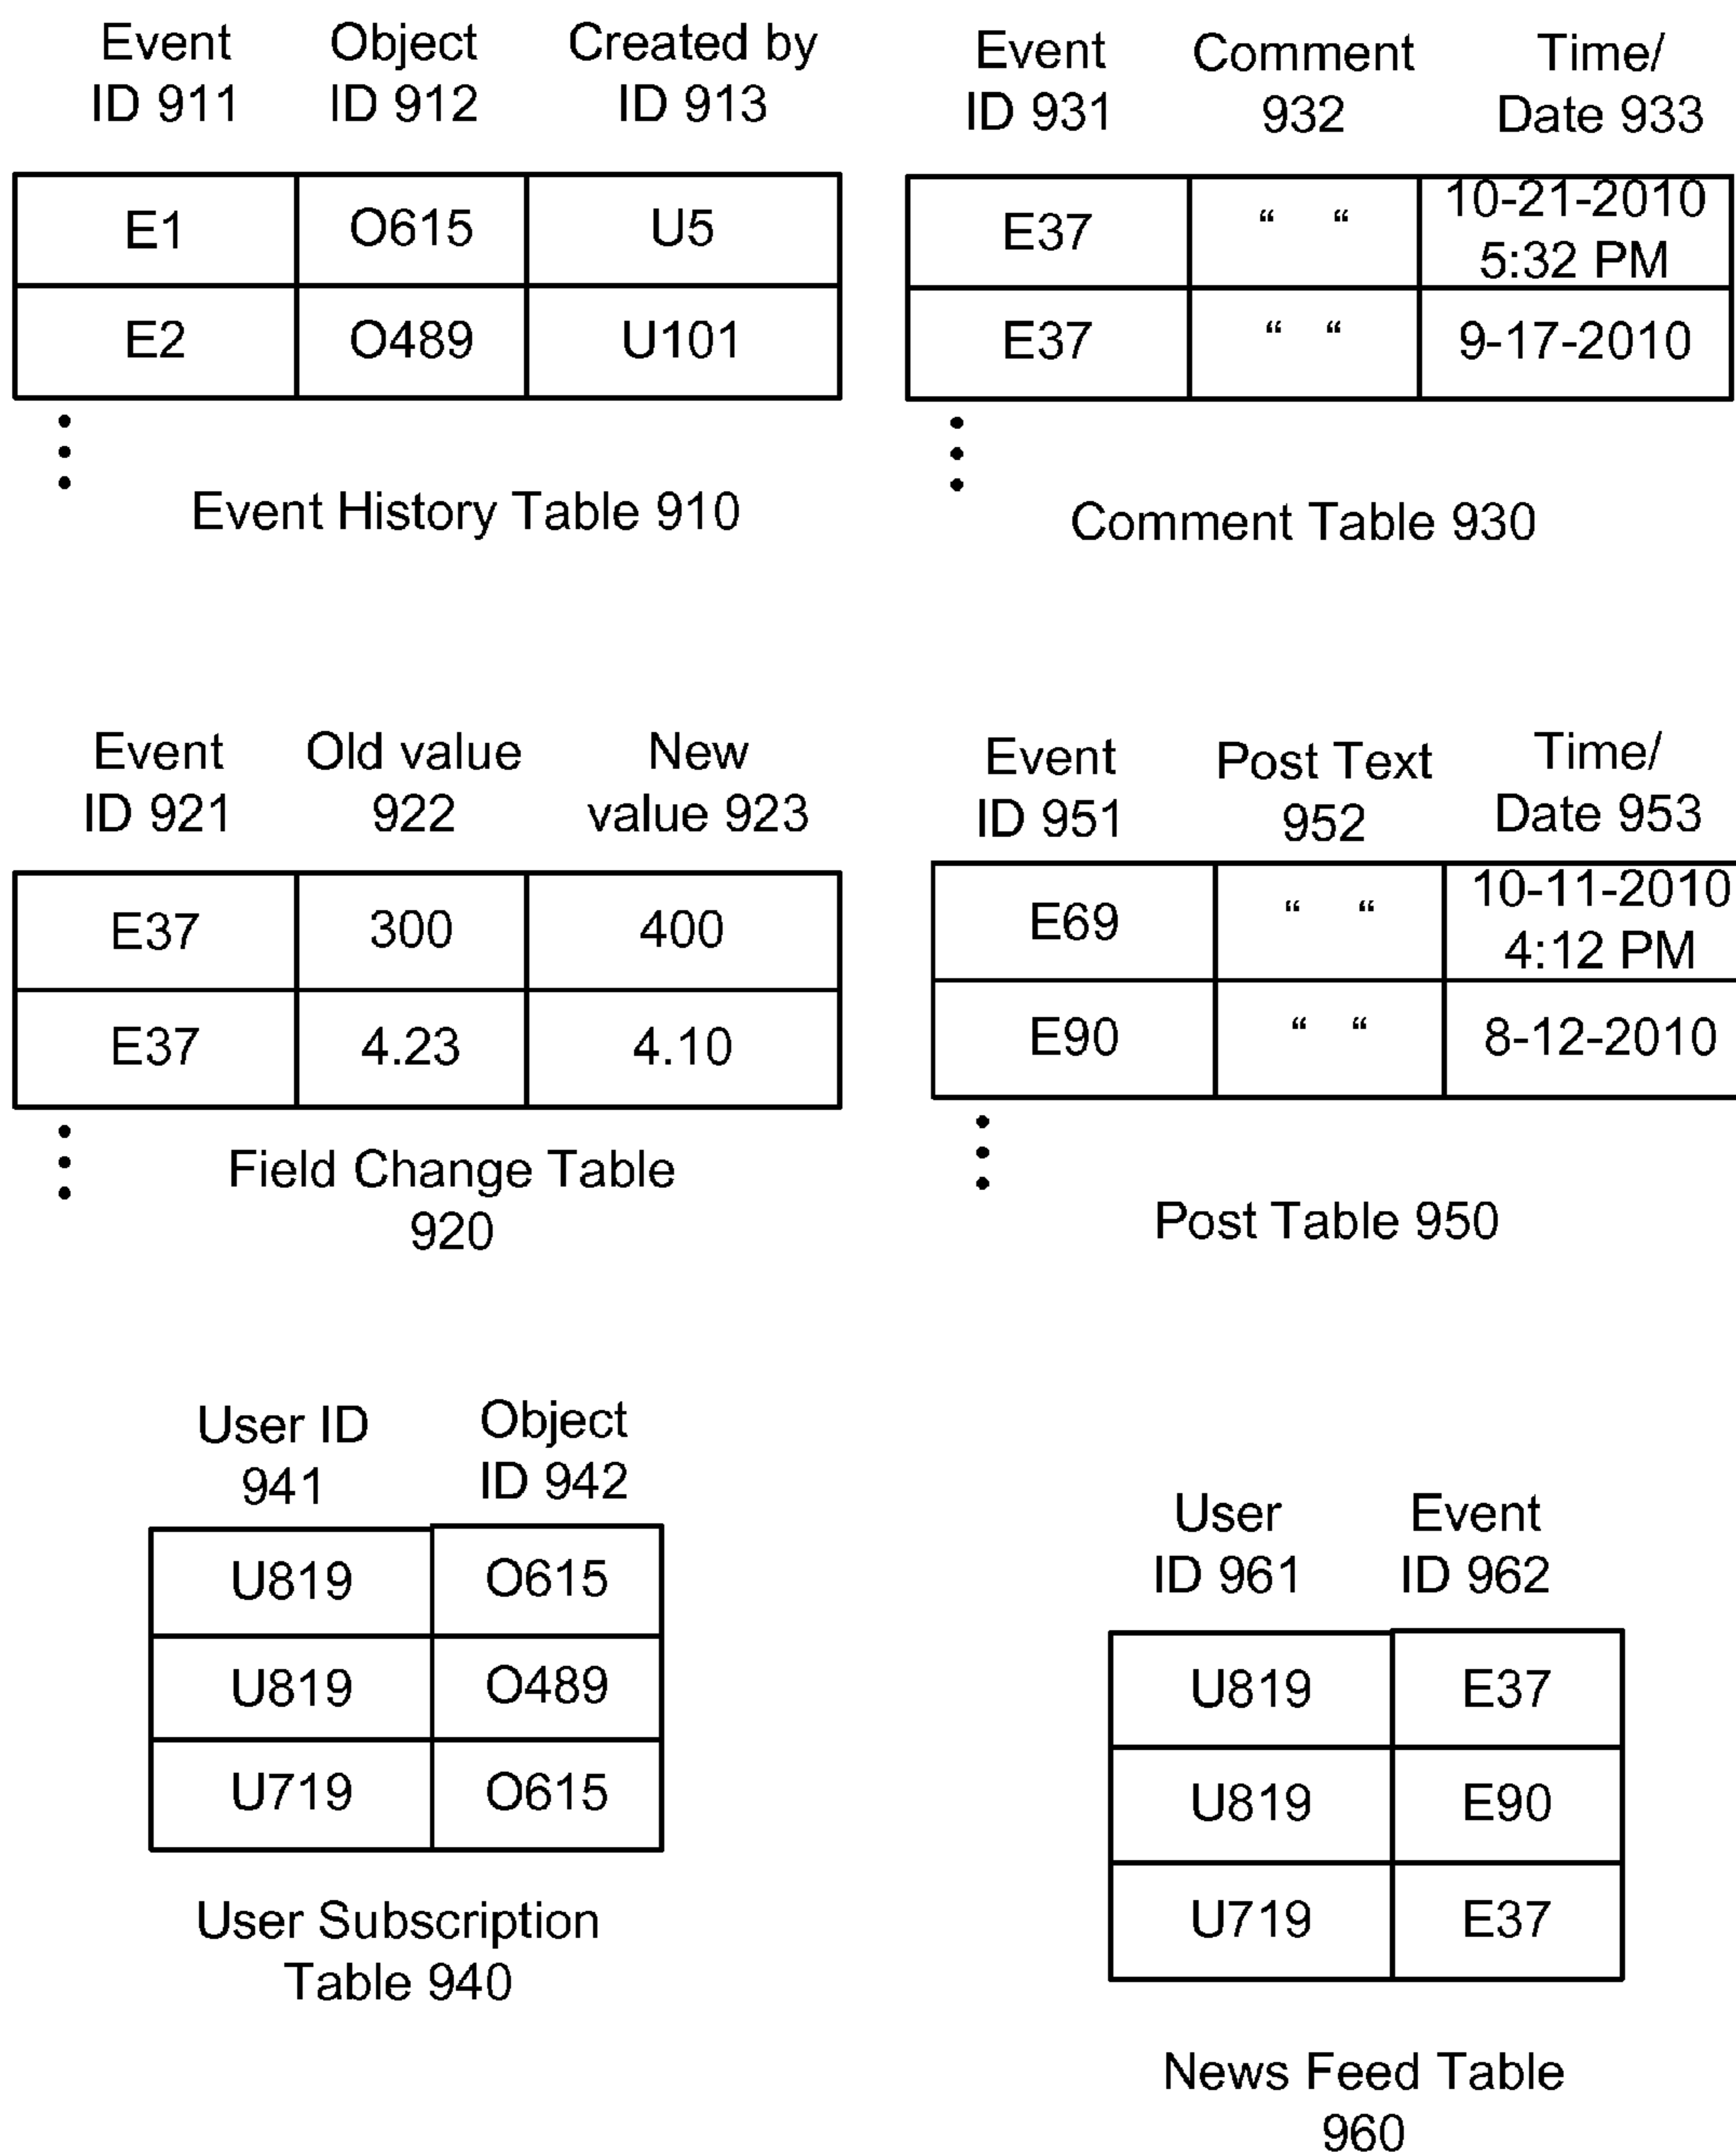 Event ID 911
Object ID 912
Created by ID 913
E1 O615 U5
E2 O489 U101
Event History Table 910
Event ID 931
Comment 932
Time/ Date 933
E37 “ “ 10-21-2010 5:32 PM
E37 “ “ 9-17-2010
Comment Table 930
Event ID 921
Old value 922
New value 923
E37 300 400
E37 4.23 4.10
Field Change Table 920
Event ID 951
Post Text 952
Time/ Date 953
E69 “ “ 10-11-2010 4:12 PM
E90 “ “ 8-12-2010
Post Table 950
User ID 941
Object ID 942
U819 O615
U819 O489
U719 O615
User Subscription Table 940
User ID 961
Event ID 962
U819 E37
U819 E90
U719 E37
News Feed Table 960